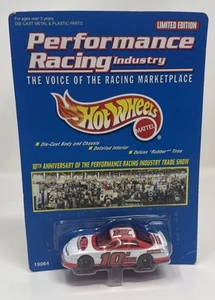 For ages over 3 years
DIE CAST METAL & PLASTIC PARTS
LIMITED EDITION
Performance
Racing Industry
THE VOICE OF THE RACING MARKETPLACE
Hot Wheels
MATTEL
Die-Cast Body and Chassis
Detailed Interior
Deluxe "Rubber" Tires
10TH ANNIVERSARY OF THE PERFORMANCE RACING INDUSTRY TRADE SHOW
19064